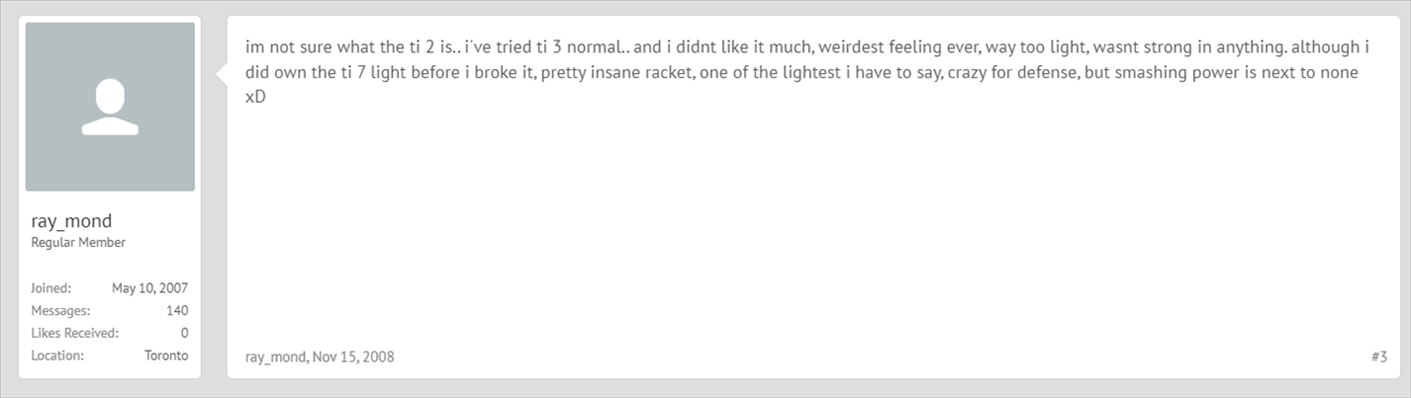 im not sure what the ti 2 is.. i've tried ti 3 normal.. and i didnt like it much, weirdest feeling ever, way too light, wasnt strong in anything. although i
did own the ti 7 light before i broke it, pretty insane racket, one of the lightest i have to say, crazy for defense, but smashing power is next to none
xD
ray_mond
Regular Member
Joined: May 10, 2007
Messages: 140
Likes Received: 0
Location: Toronto
ray_mond, Nov 15, 2008 #3